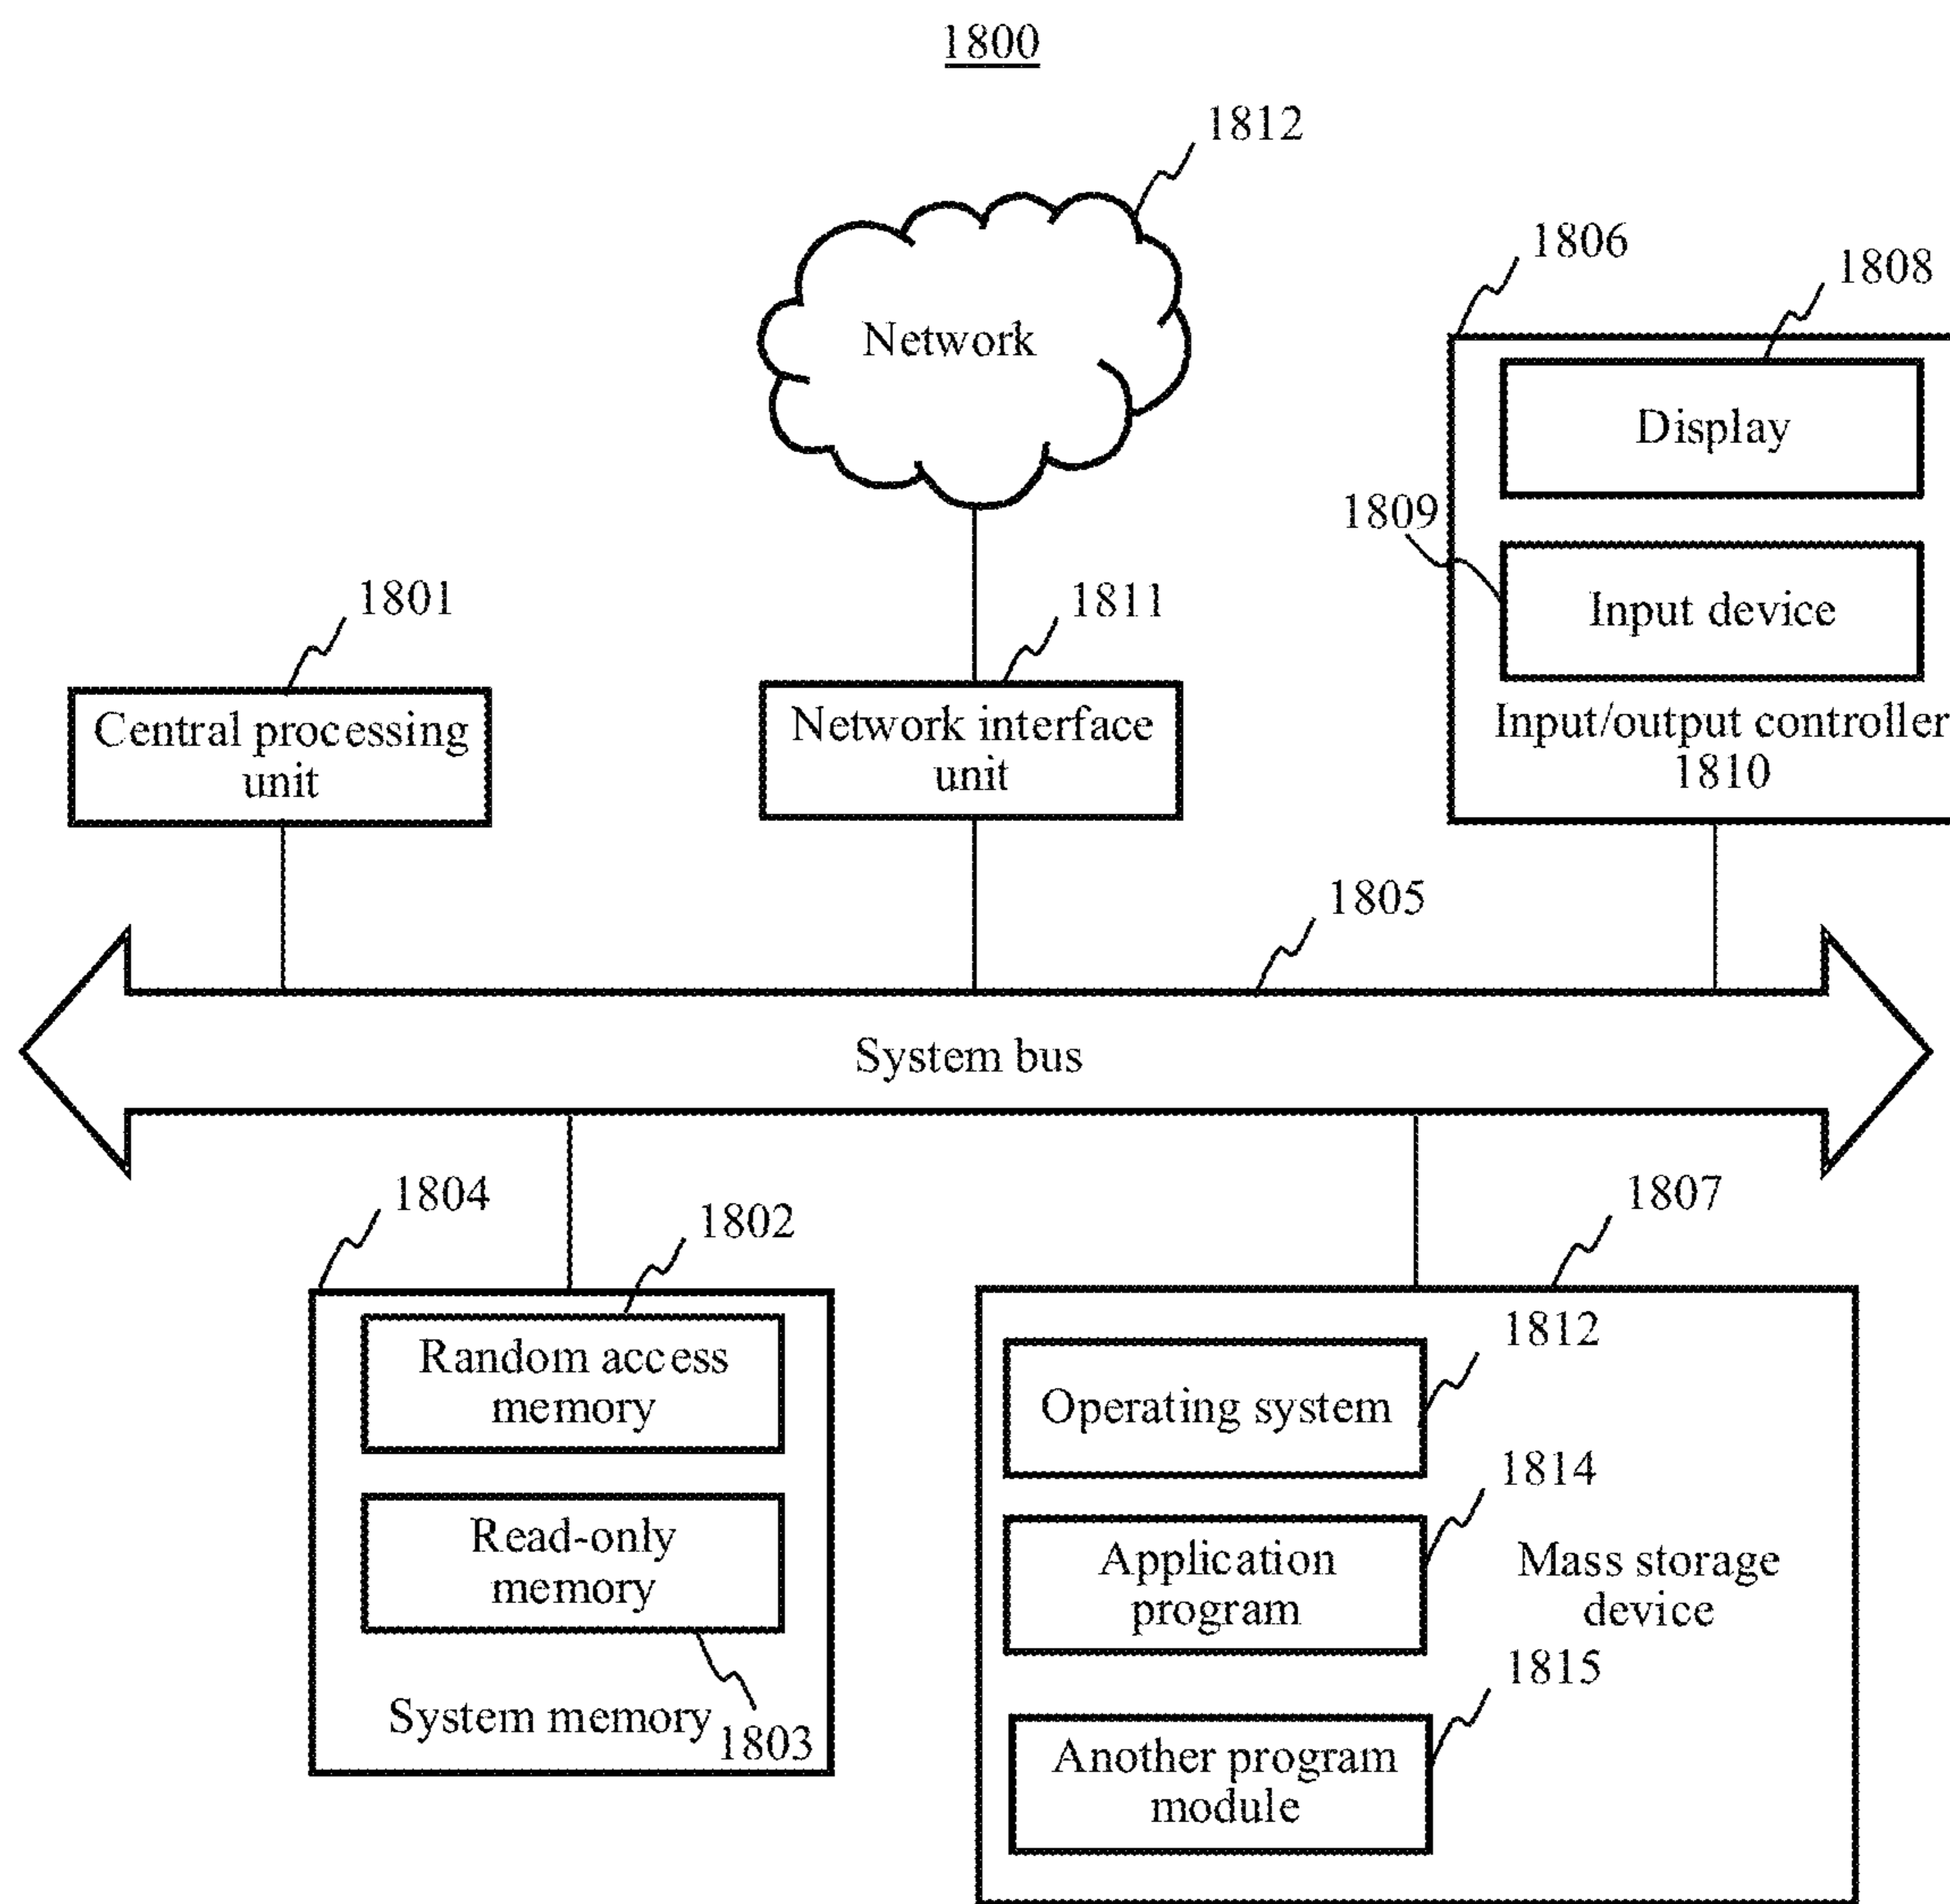 1800
1812
Network
1806
1808
Display
1809
Input device
Input/output controller
1810
1801
Central processing
unit
1811
Network interface
unit
1805
System bus
1804
1802
Random access
memory
Read-only
memory
System memory
1803
1807
1812
Operating system
1814
Application
program
Mass storage
device
1815
Another program
module